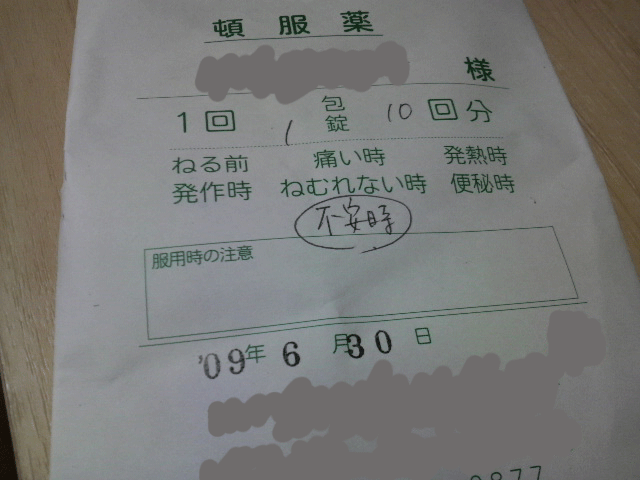 頓服薬
様
1回 1 包 錠 10回分
ねる前 痛い時 発熱時
発作時 ねむれない時 便秘時
不安時
服用時の注意
'09年 6月30日
0877